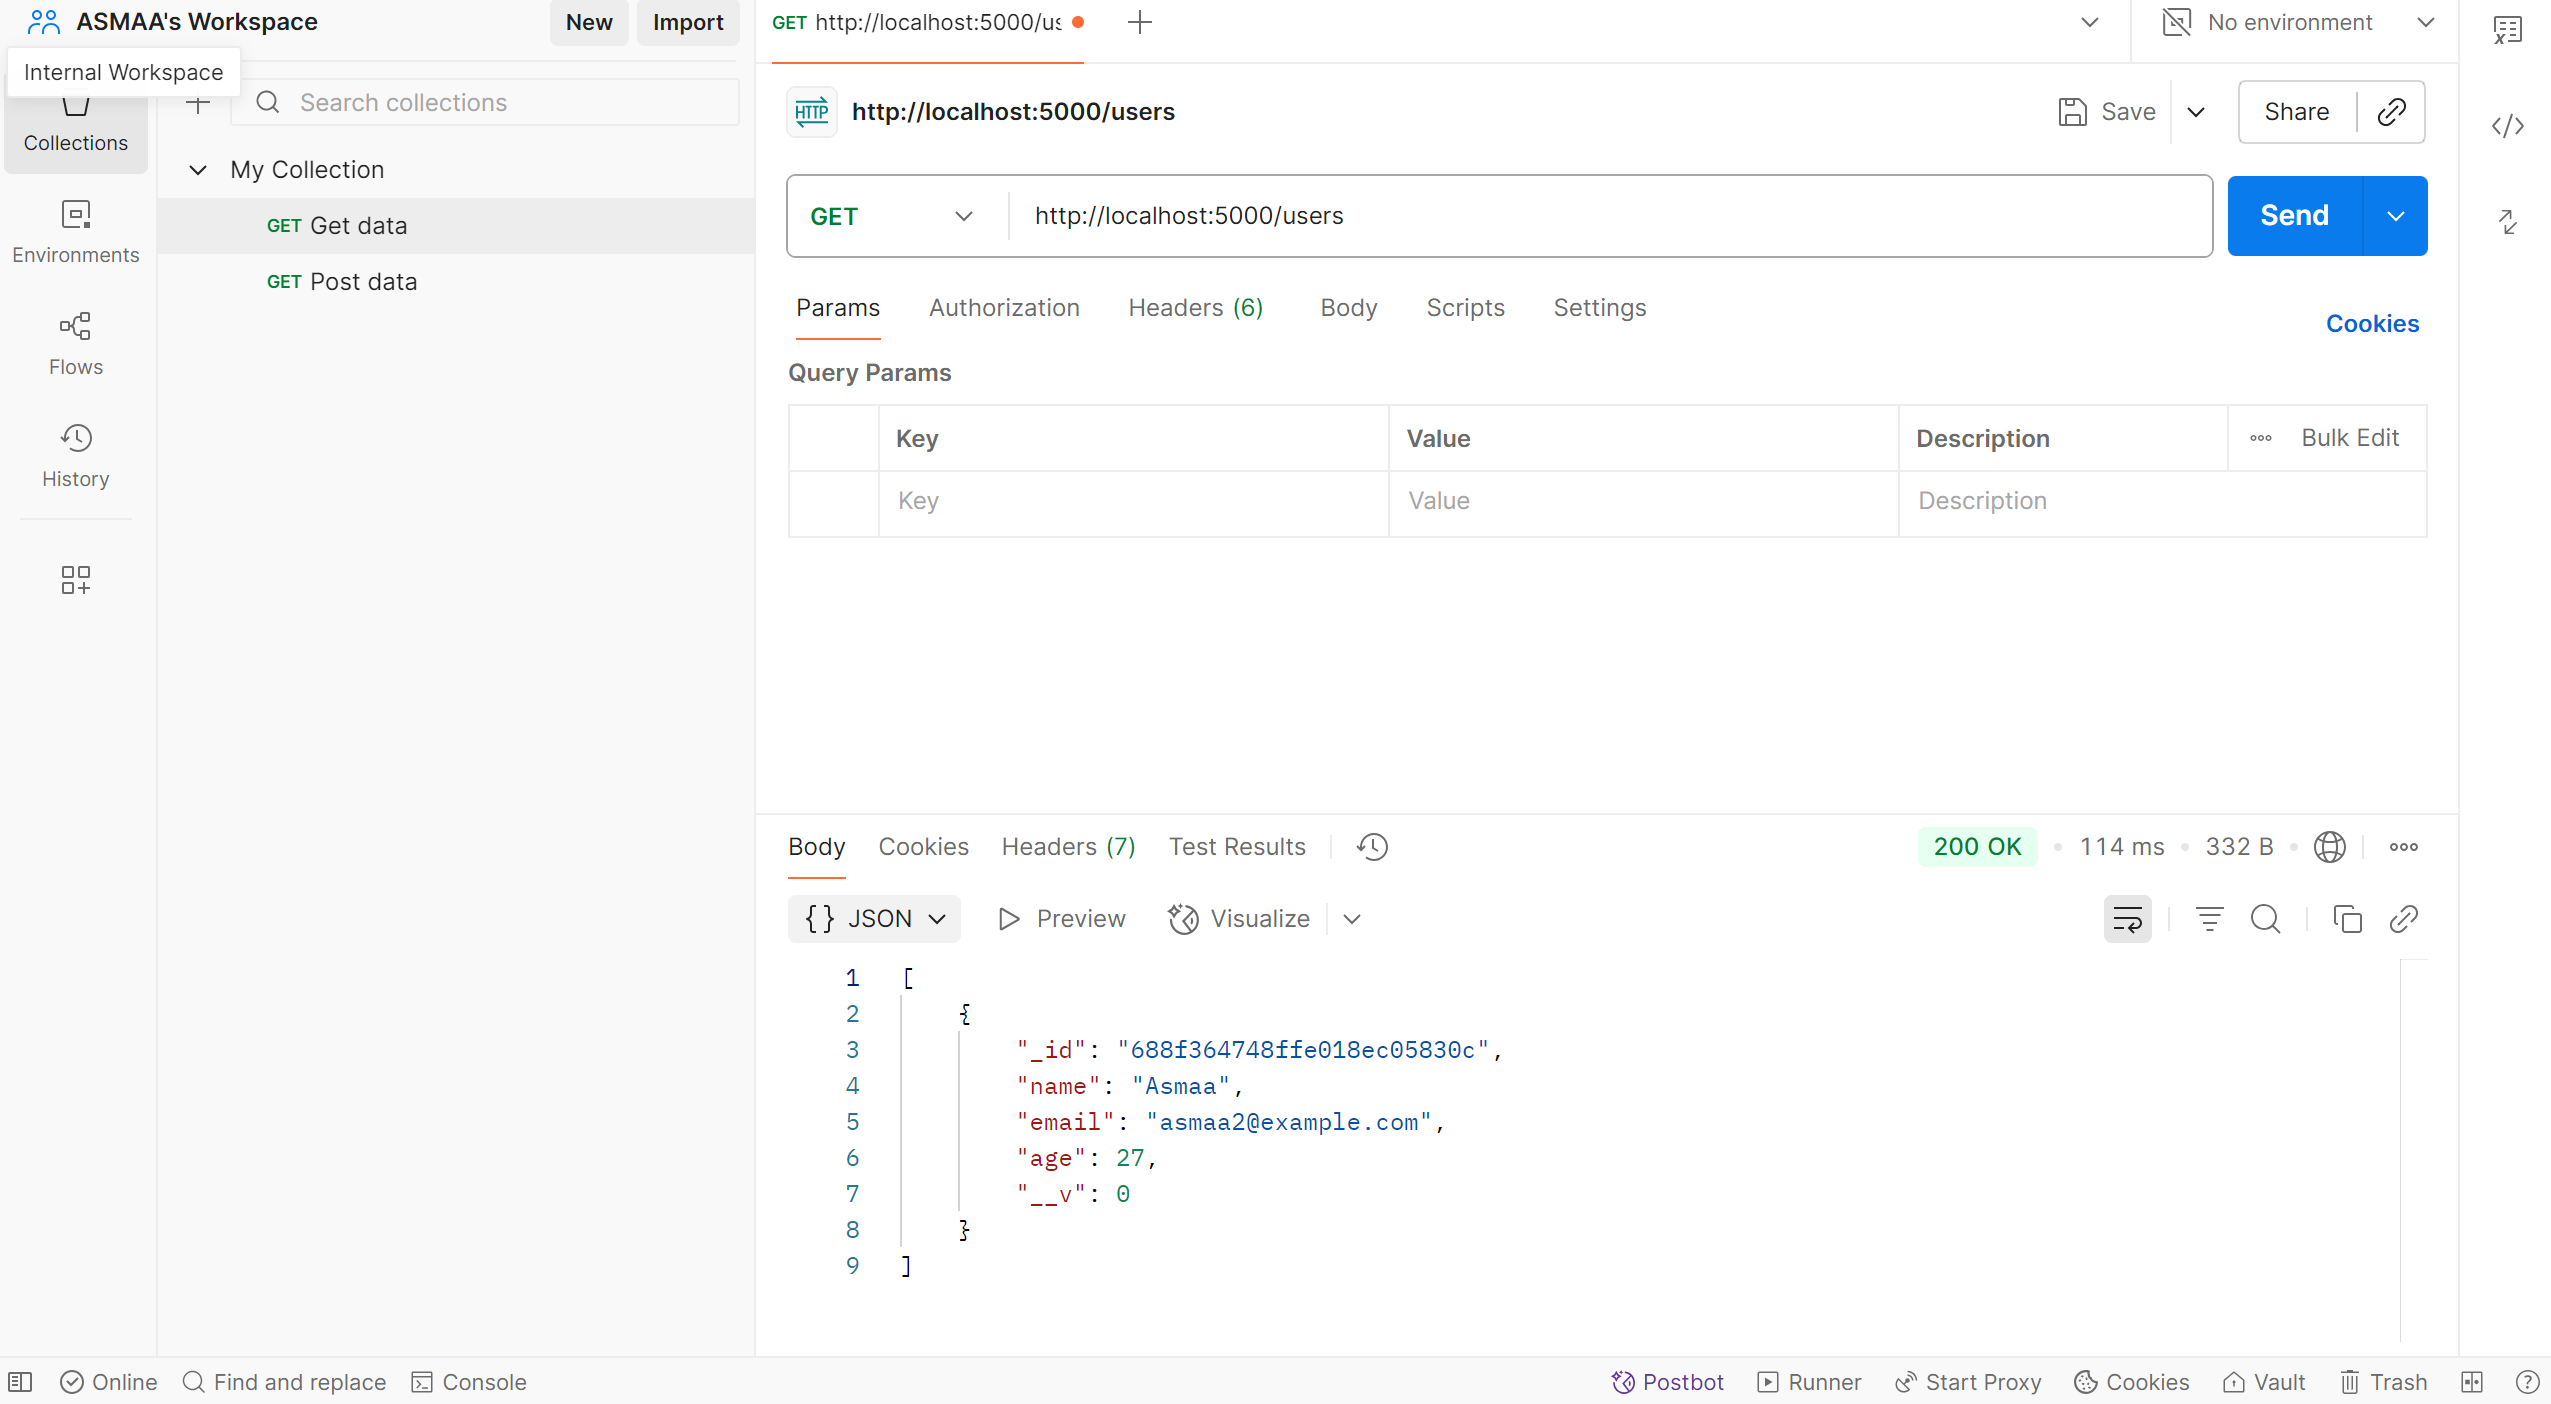 ASMAA's Workspace
New
Import
Internal Workspace
Search collections
Collections
Environments
Flows
History
My Collection
GET Get data
GET Post data
GET http://localhost:5000/us
No environment
HTTP
http://localhost:5000/users
Save
Share
GET
http://localhost:5000/users
Send
Params
Authorization
Headers (6)
Body
Scripts
Settings
Cookies
Query Params
Key
Value
Description
Bulk Edit
Key
Value
Description
Body
Cookies
Headers (7)
Test Results
200 OK
114 ms
332 B
{} JSON
Preview
Visualize
1 [
2 {
3 "_id": "688f364748ffe018ec05830c",
4 "name": "Asmaa",
5 "email": "asmaa2@example.com",
6 "age": 27,
7 "__v": 0
8 }
9 ]
Online
Find and replace
Console
Postbot
Runner
Start Proxy
Cookies
Vault
Trash